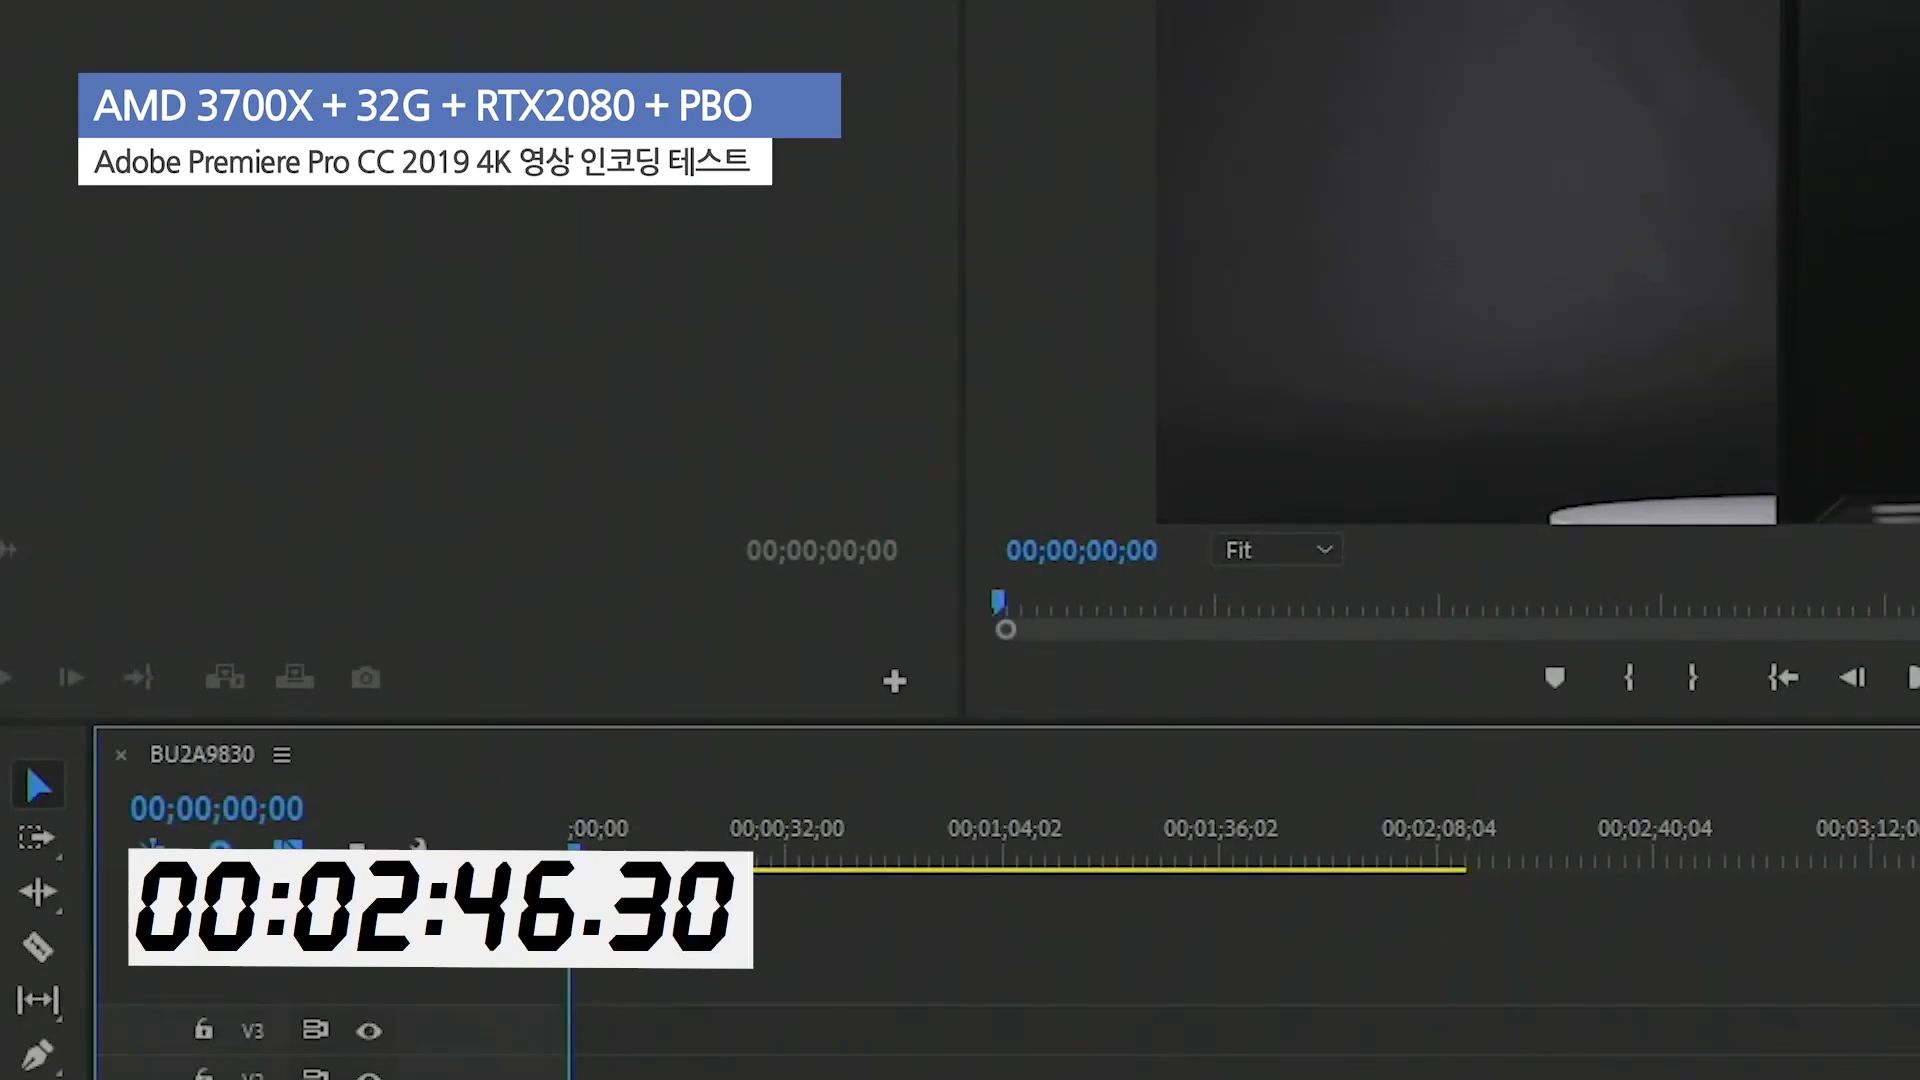 AMD 3700X + 32G + RTX2080 + PBO
Adobe Premiere Pro CC 2019 4K 영상 인코딩 테스트
00;00;00;00
00;00;00;00
Fit
BU2A9830
00;00;00;00
;00;00
00;00;32;00
00;01;04;02
00;01;36;02
00;02;08;04
00;02;40;04
00;03;12;0
00:02:46.30
V3